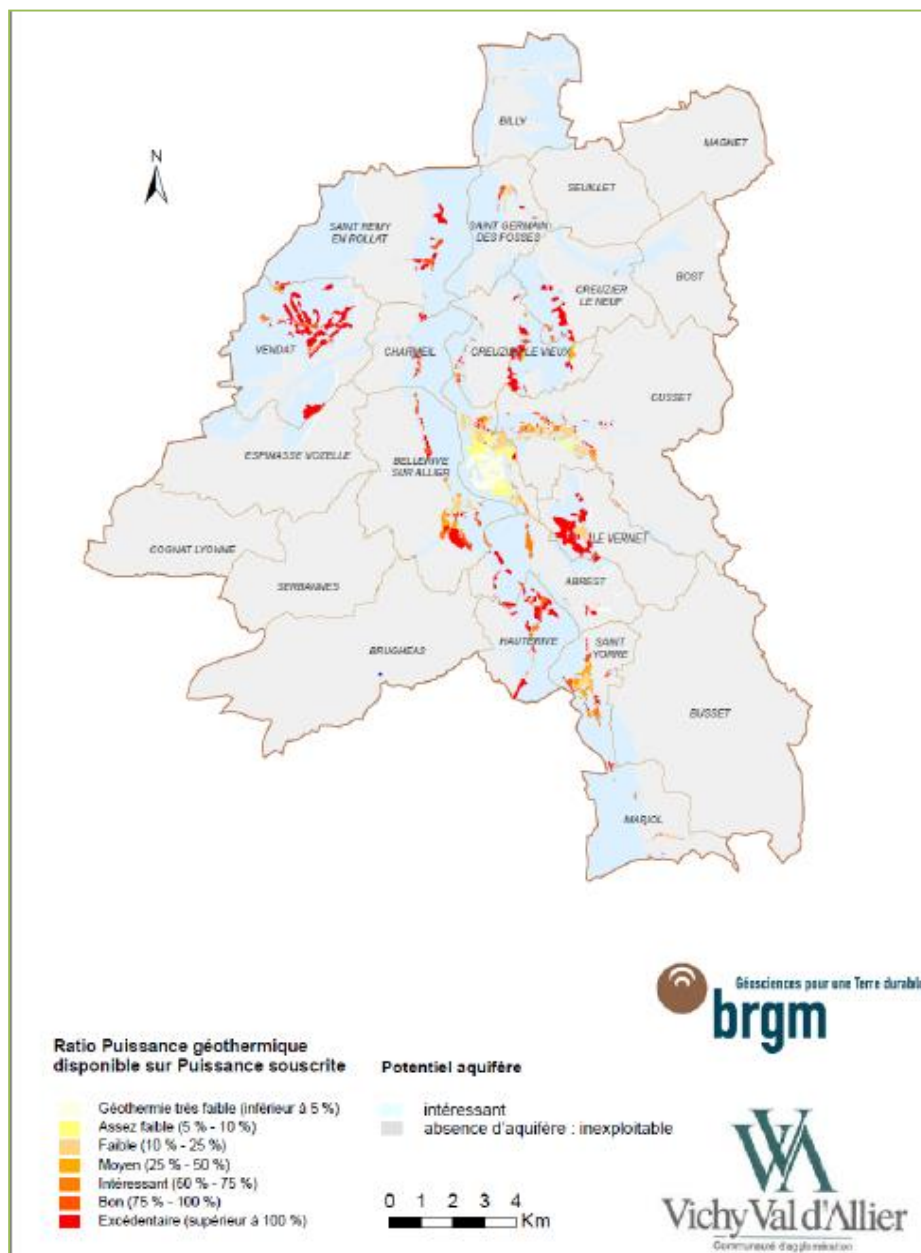 BILLY
MAGNET
N
SEUILLET
SAINT REMY
EN ROLLAT
SAINT GERMAIN
DES FOSSES
BOST
CREUZIER
LE NEUF
VENDAT
CHARMEIL
CREUZIER LE VIEUX
CUSSET
ESPINASSE VOZELLE
BELLERIVE
SUR ALLIER
LE VERNET
COGNAT LYONNE
SERBANNES
ABREST
BRUGHEAS
HAUTERIVE
SAINT
YORRE
BUSSET
MARIOL
Géosciences pour une Terre durable
brgm
Ratio Puissance géothermique
disponible sur Puissance souscrite
Géothermie très faible (inférieur à 5 %)
Assez faible (5 % - 10 %)
Faible (10 % - 25 %)
Moyen (25 % - 50 %)
Intéressant (50 % - 75 %)
Bon (75 % - 100 %)
Excédentaire (supérieur à 100 %)
Potentiel aquifère
intéressant
absence d'aquifère : inexploitable
0 1 2 3 4
Km
VVA
Vichy Val d'Allier
Communauté d'agglomération